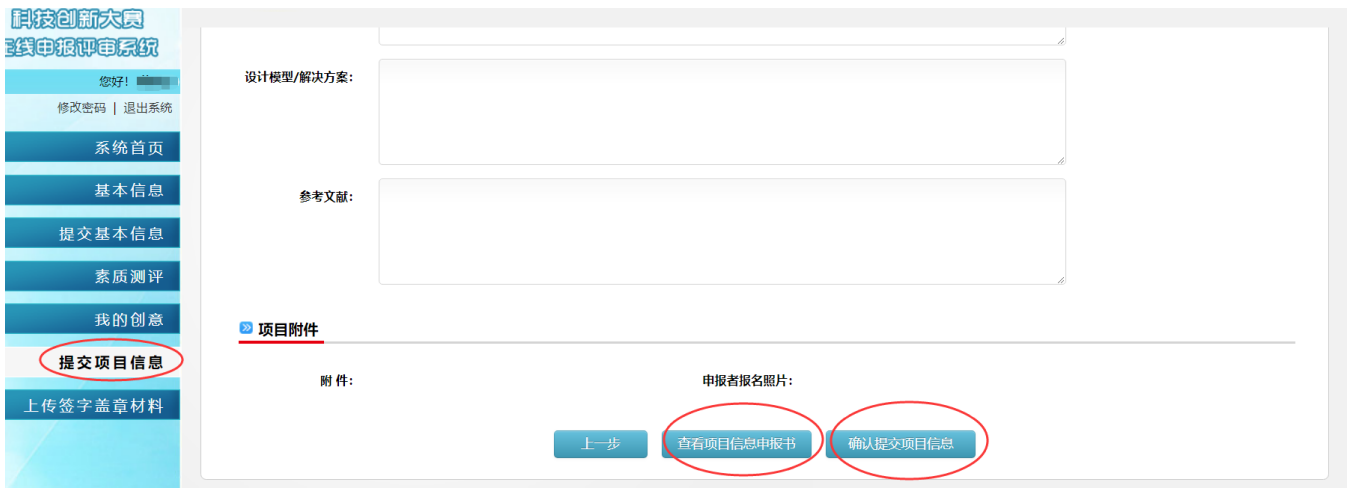 科技创新大赛
在线申报评审系统
您好！
修改密码 | 退出系统
系统首页
基本信息
提交基本信息
素质测评
我的创意
提交项目信息
上传签字盖章材料
设计模型/解决方案：
参考文献：
项目附件
附 件：
申报者报名照片：
上一步
查看项目信息申报书
确认提交项目信息